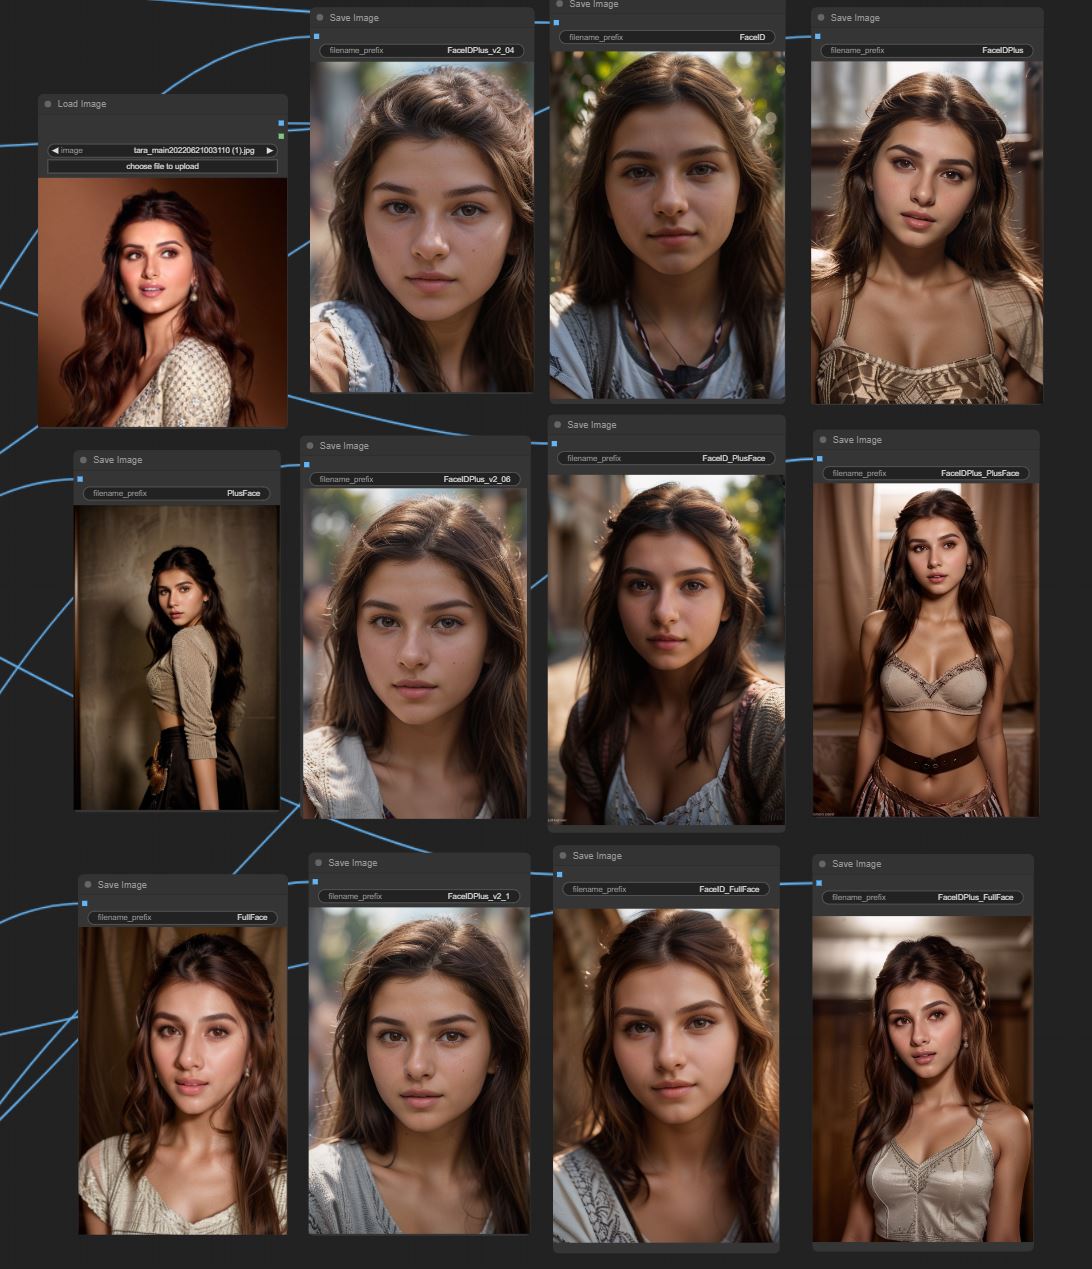 Save Image
filename_prefix FaceIDPlus_v2_04
Save Image
filename_prefix FaceID
Save Image
filename_prefix FaceIDPlus
Load Image
◀ image tara_main20220621003110 (1).jpg ▶
choose file to upload
Save Image
filename_prefix PlusFace
Save Image
filename_prefix FaceIDPlus_v2_06
Save Image
filename_prefix FaceID_PlusFace
Save Image
filename_prefix FaceIDPlus_PlusFace
Save Image
filename_prefix FullFace
Save Image
filename_prefix FaceIDPlus_v2_1
Save Image
filename_prefix FaceID_FullFace
Save Image
filename_prefix FaceIDPlus_FullFace